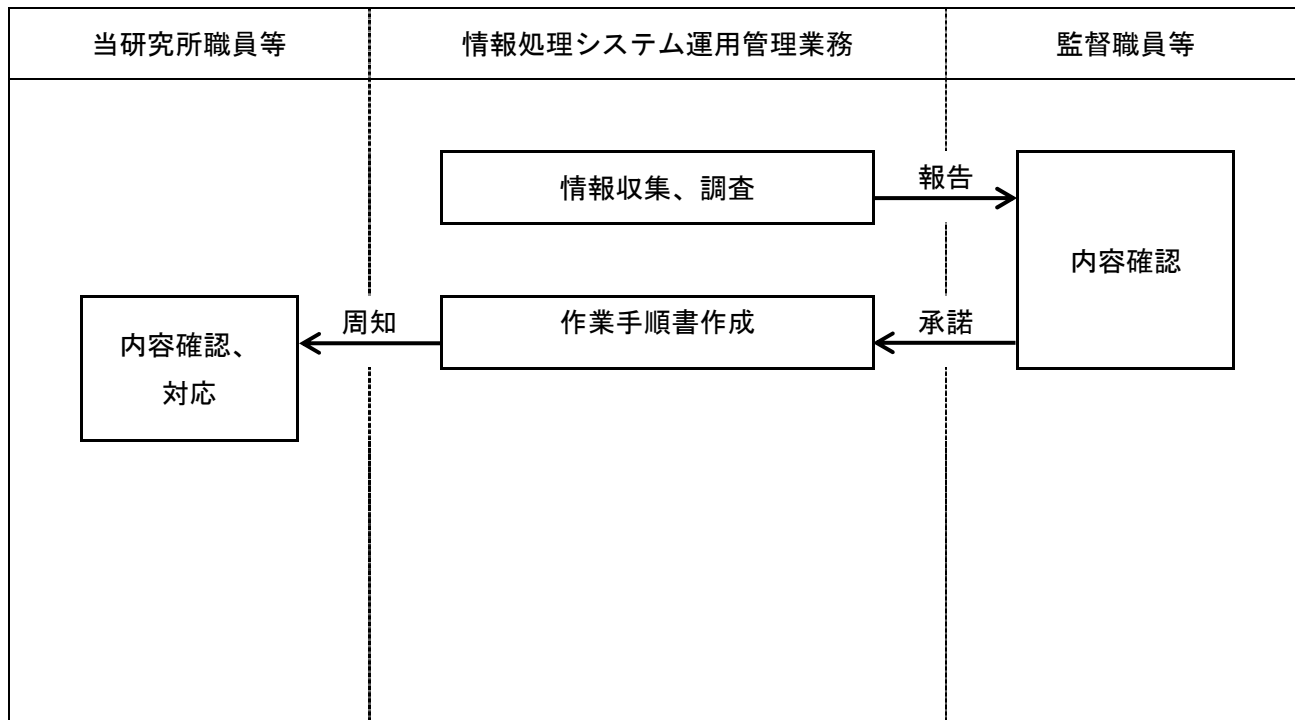 当研究所職員等
情報処理システム運用管理業務
監督職員等
情報収集、調査
報告
内容確認
作業手順書作成
承諾
周知
内容確認、
対応